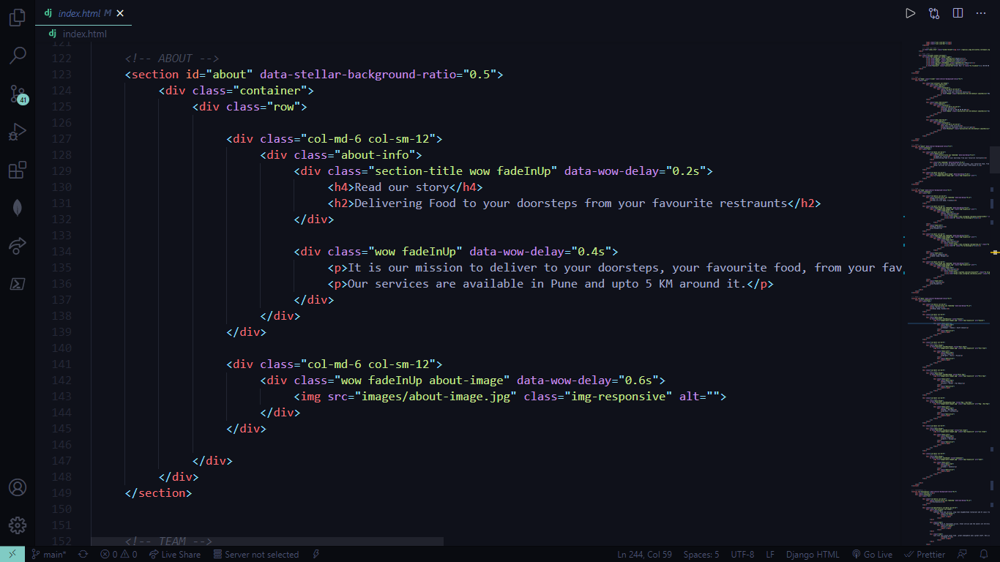 index.html M
index.html
121
122 <!-- ABOUT -->
123 <section id="about" data-stellar-background-ratio="0.5">
124 <div class="container">
125 <div class="row">
126
127 <div class="col-md-6 col-sm-12">
128 <div class="about-info">
129 <div class="section-title wow fadeInUp" data-wow-delay="0.2s">
130 <h4>Read our story</h4>
131 <h2>Delivering Food to your doorsteps from your favourite restraunts</h2>
132 </div>
133
134 <div class="wow fadeInUp" data-wow-delay="0.4s">
135 <p>It is our mission to deliver to your doorsteps, your favourite food, from your fav
136 <p>Our services are available in Pune and upto 5 KM around it.</p>
137 </div>
138 </div>
139 </div>
140
141 <div class="col-md-6 col-sm-12">
142 <div class="wow fadeInUp about-image" data-wow-delay="0.6s">
143 <img src="images/about-image.jpg" class="img-responsive" alt="">
144 </div>
145 </div>
146
147 </div>
148 </div>
149 </section>
150
151
152 <!-- TEAM -->
41
main* 0 0 Live Share Server not selected Ln 244, Col 59 Spaces: 5 UTF-8 LF Django HTML Go Live Prettier